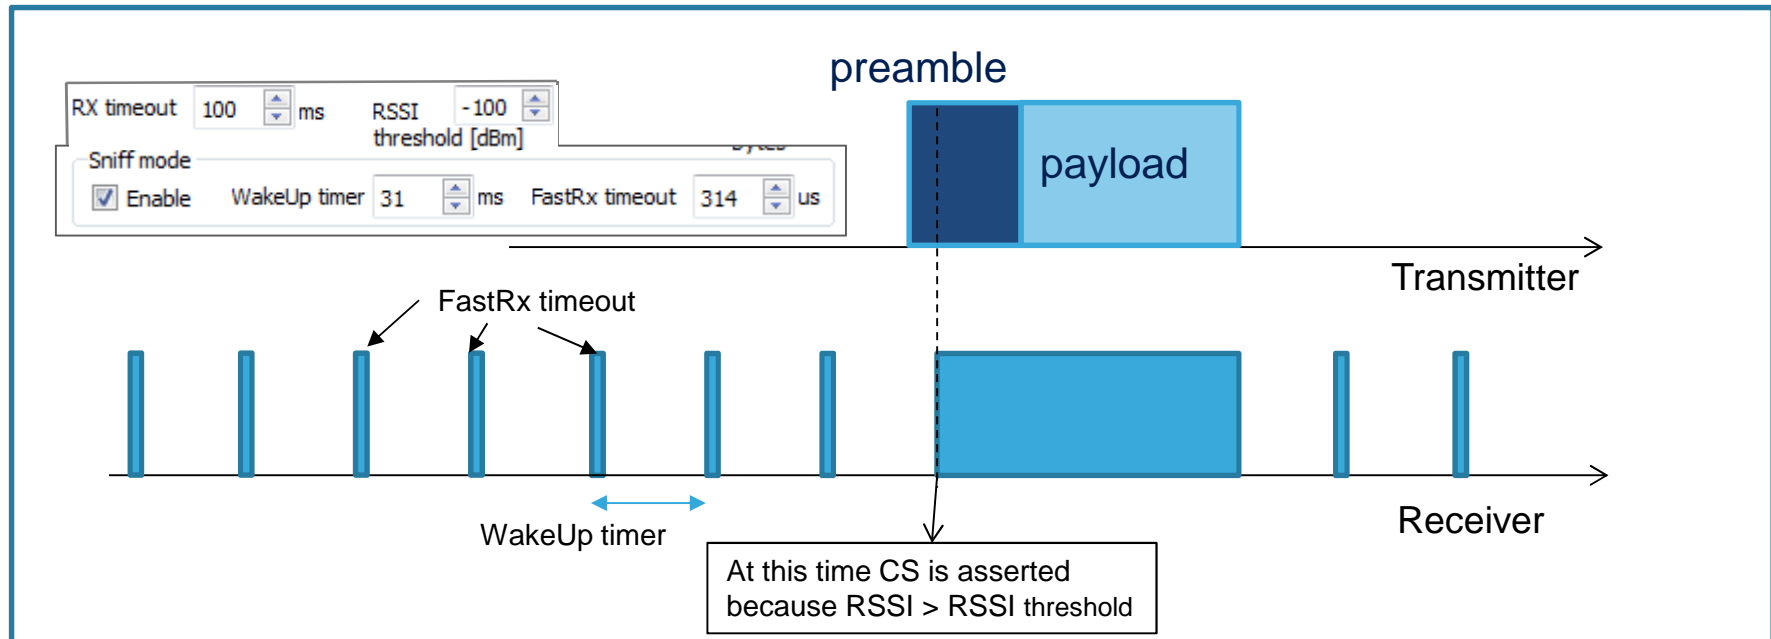 preamble
RX timeout 100 ms RSSI -100
threshold [dBm]
Sniff mode
Enable WakeUp timer 31 ms FastRx timeout 314 us
payload
Transmitter
FastRx timeout
WakeUp timer
Receiver
At this time CS is asserted
because RSSI > RSSI threshold